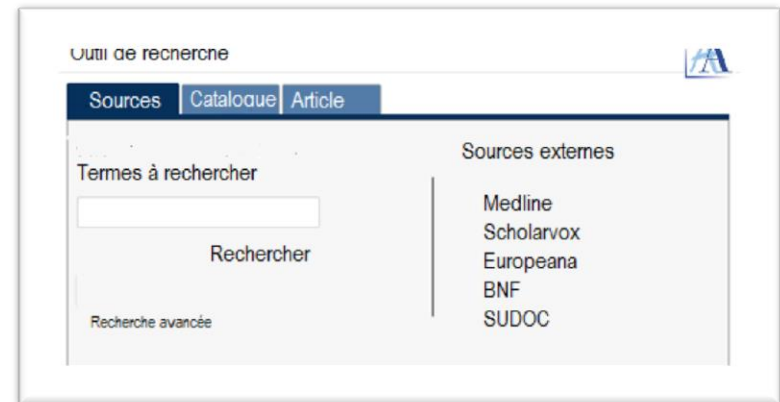 Outil de recherche
Sources Catalogue Article
Termes à rechercher
Rechercher
Recherche avancée
Sources externes
Medline
Scholarvox
Europeana
BNF
SUDOC